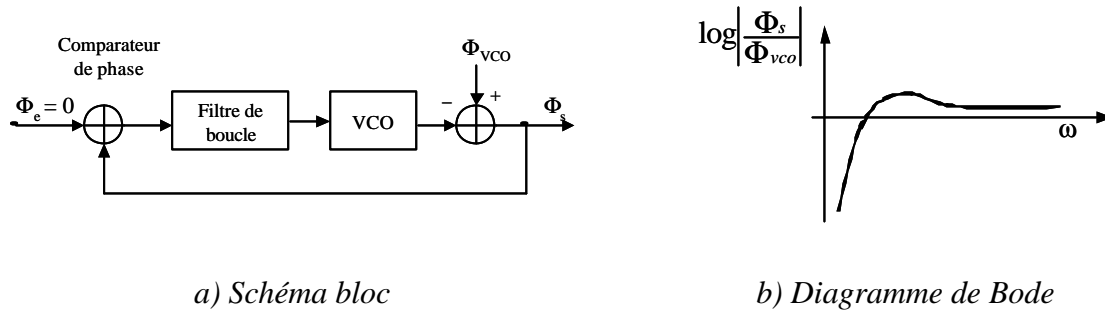 Comparateur
de phase
Φe = 0
Filtre de
boucle
VCO
−
+
ΦVCO
Φs
a) Schéma bloc
log|Φs/Φvco|
ω
b) Diagramme de Bode